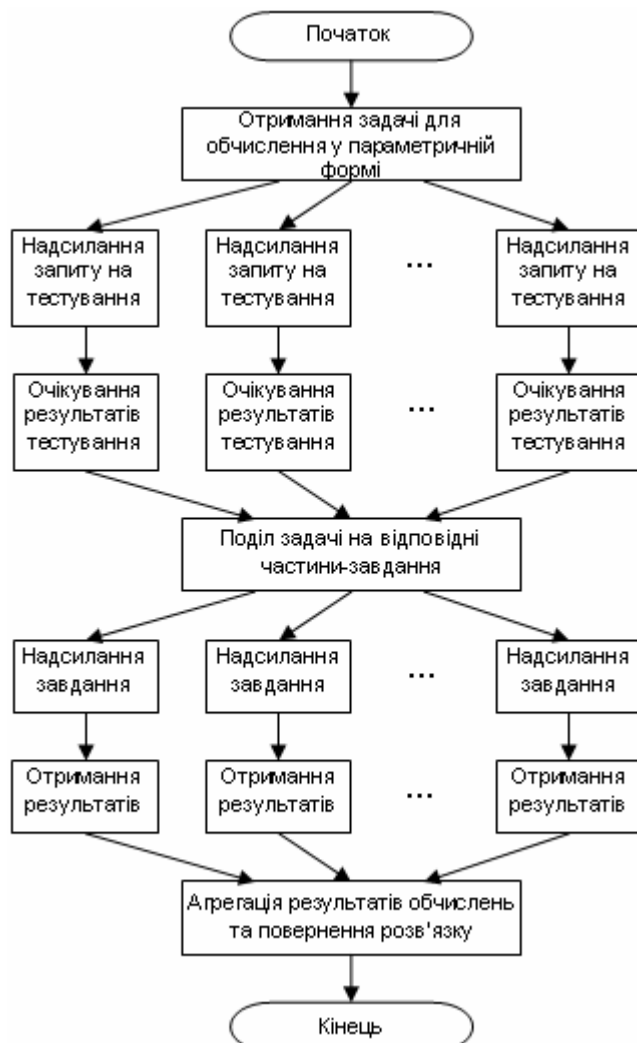 Початок
Отримання задачі для
обчислення у параметричній
формі
Надсилання
запиту на
тестування
Надсилання
запиту на
тестування
...
Надсилання
запиту на
тестування
Очікування
результатів
тестування
Очікування
результатів
тестування
...
Очікування
результатів
тестування
Поділ задачі на відповідні
частини-завдання
Надсилання
завдання
Надсилання
завдання
...
Надсилання
завдання
Отримання
результатів
Отримання
результатів
...
Отримання
результатів
Агрегація результатів обчислень
та повернення розв'язку
Кінець